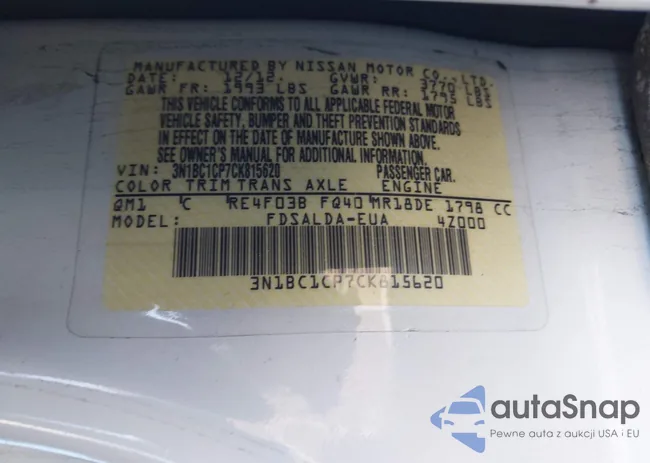 MANUFACTURED BY NISSAN MOTOR CO., LTD.
DATE: 12/12. GVWR: 3770 LBS
GAWR FR: 1993 LBS GAWR RR: 1795 LBS
THIS VEHICLE CONFORMS TO ALL APPLICABLE FEDERAL MOTOR
VEHICLE SAFETY, BUMPER AND THEFT PREVENTION STANDARDS
IN EFFECT ON THE DATE OF MANUFACTURE SHOWN ABOVE.
SEE OWNER'S MANUAL FOR ADDITIONAL INFORMATION.
VIN: 3N1BC1CP7CK815620 PASSENGER CAR.
COLOR TRIM TRANS AXLE ENGINE
QM1 C RE4F03B FQ40 MR18DE 1798 CC
MODEL: FDSALDA-EUA 4Z000
3N1BC1CP7CK815620
autoSnap
Pewne auta z aukcji USA i EU